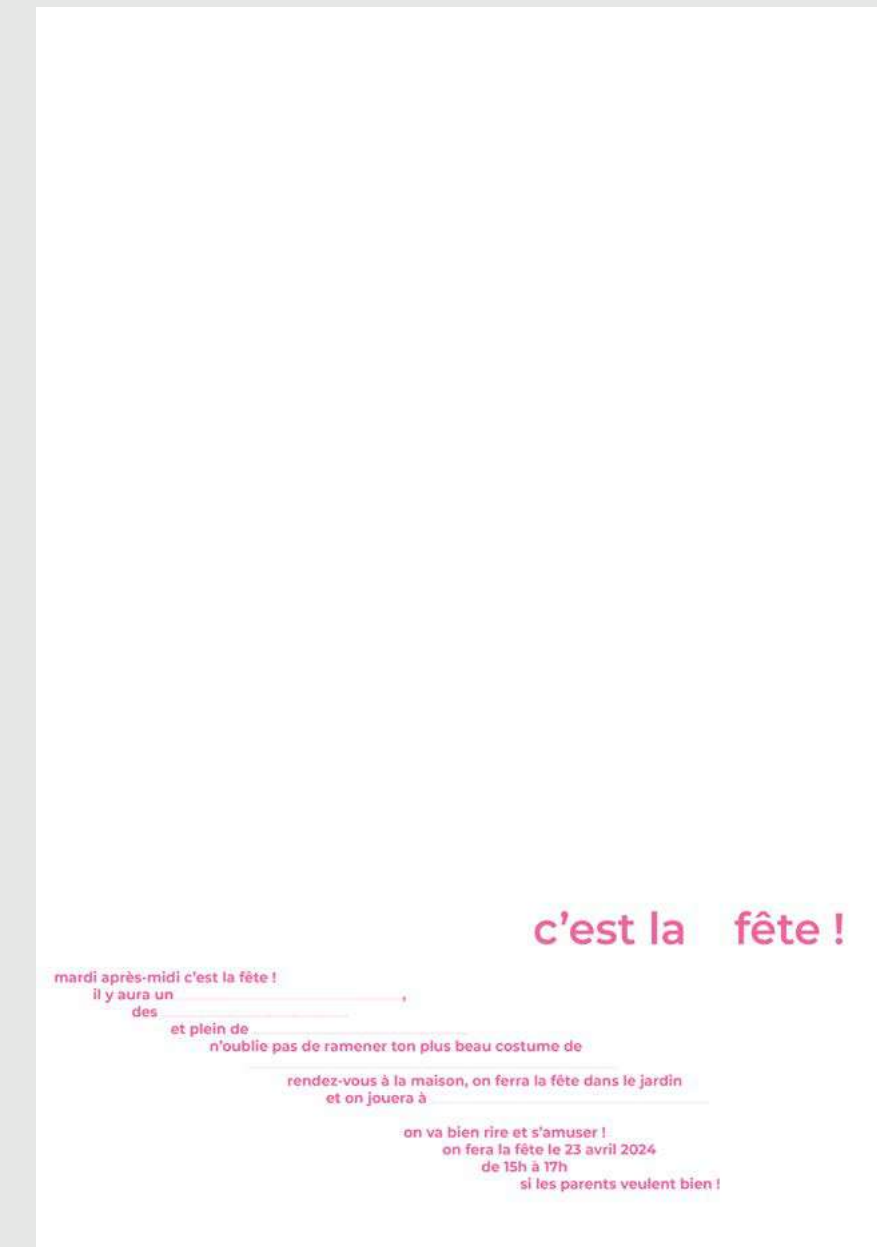 c'est la fête !
mardi après-midi c'est la fête !
il y aura un ,
des
et plein de
n'oublie pas de ramener ton plus beau costume de
rendez-vous à la maison, on ferra la fête dans le jardin
et on jouera à
on va bien rire et s'amuser !
on fera la fête le 23 avril 2024
de 15h à 17h
si les parents veulent bien !